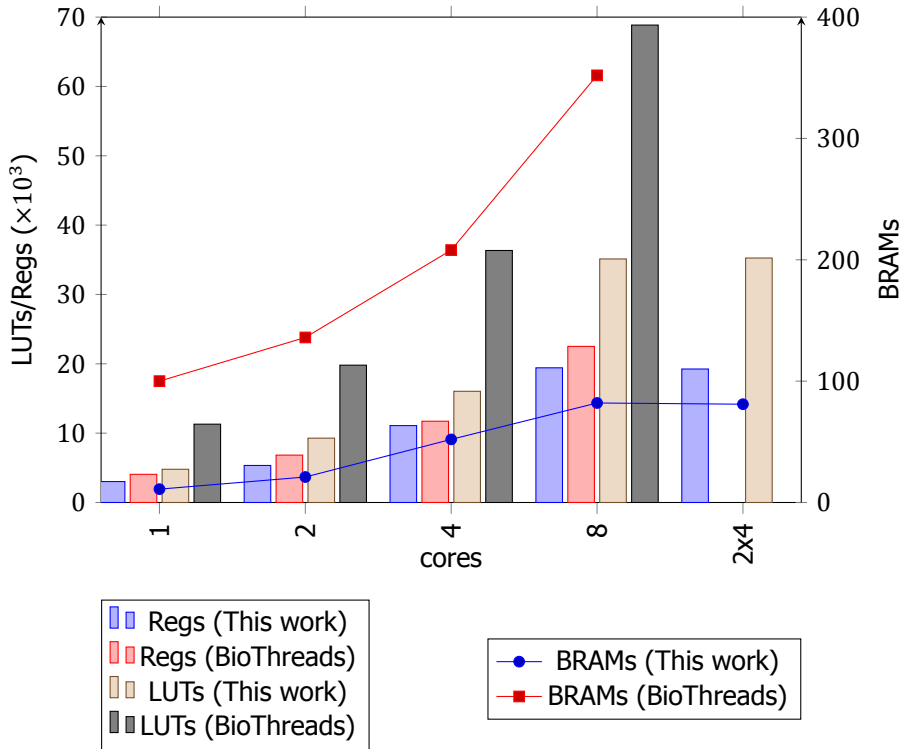 70
60
50
40
30
20
10
0
LUTs/Regs (×10³)
400
300
200
100
0
BRAMs
1
2
4
8
2x4
cores
Regs (This work)
Regs (BioThreads)
LUTs (This work)
LUTs (BioThreads)
BRAMs (This work)
BRAMs (BioThreads)